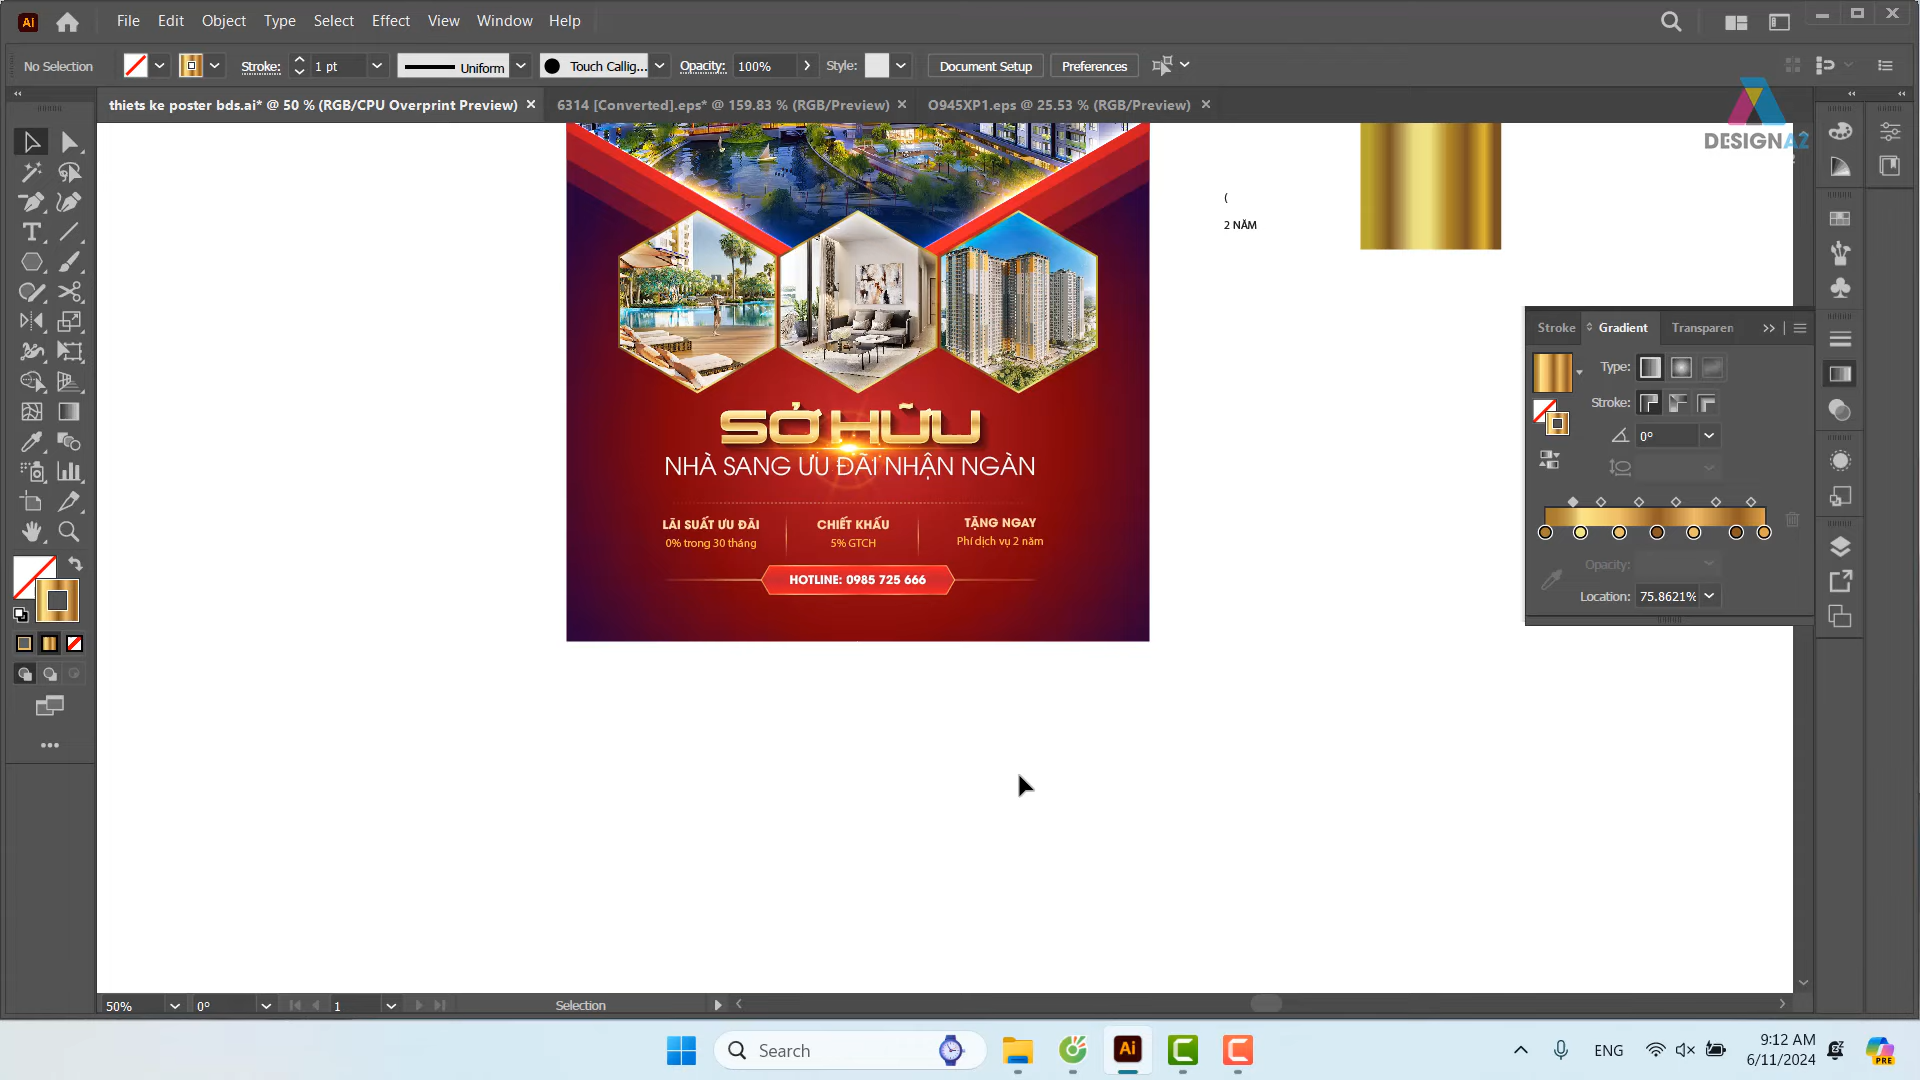 Ai
File Edit Object Type Select Effect View Window Help
No Selection
Stroke:
1 pt
Uniform
Touch Callig...
Opacity:
100%
Style:
Document Setup
Preferences
thiets ke poster bds.ai* @ 50 % (RGB/CPU Overprint Preview)
6314 [Converted].eps* @ 159.83 % (RGB/Preview)
O945XP1.eps @ 25.53 % (RGB/Preview)
DESIGNA2
(
2 NĂM
Stroke
Gradient
Transparen
Type:
Stroke:
0°
Opacity:
Location:
75.8621%
SỞ HỮU
NHÀ SANG ƯU ĐÃI NHẬN NGÀN
LÃI SUẤT ƯU ĐÃI
0% trong 30 tháng
CHIẾT KHẤU
5% GTCH
TẶNG NGAY
Phí dịch vụ 2 năm
HOTLINE: 0985 725 666
50%
0°
1
Selection
Search
Ai
ENG
9:12 AM
6/11/2024
PRE